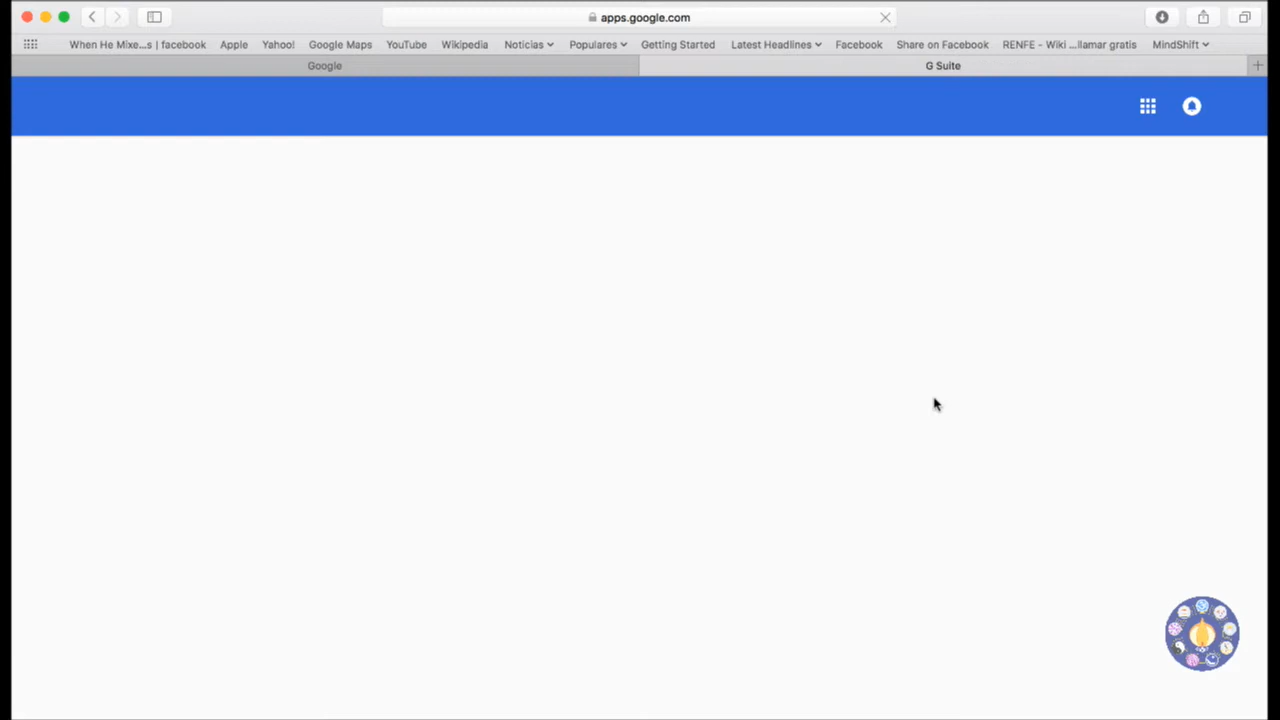 apps.google.com
When He Mixe...s | facebook Apple Yahoo! Google Maps YouTube Wikipedia Noticias Populares Getting Started Latest Headlines Facebook Share on Facebook RENFE - Wiki ...llamar gratis MindShift
Google G Suite